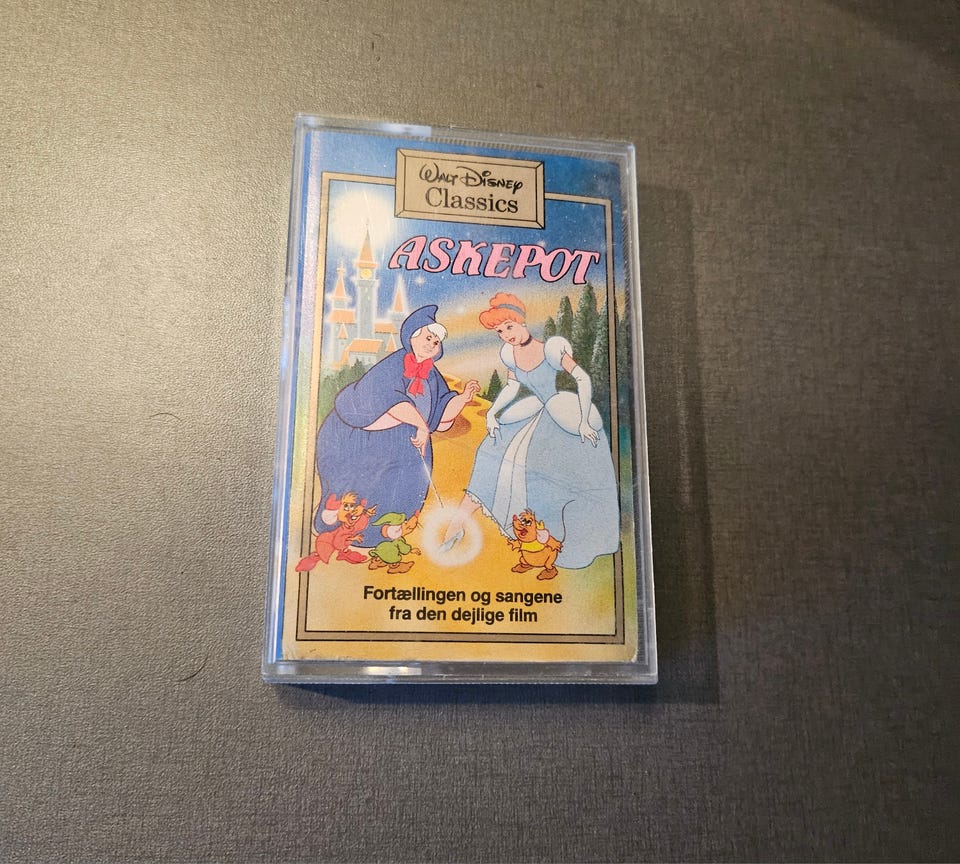 Walt Disney
Classics
ASKEPOT
Fortællingen og sangene
fra den dejlige film